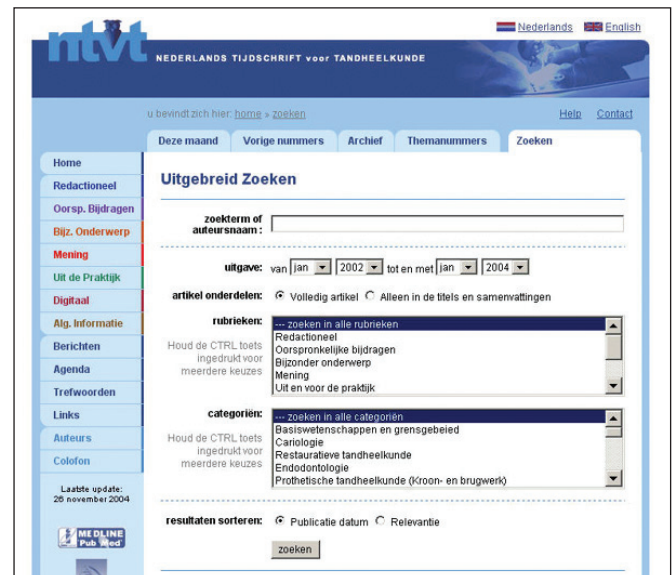 Nederlands English
ntvt
NEDERLANDS TIJDSCHRIFT voor TANDHEELKUNDE
u bevindt zich hier: home » zoeken
Help Contact
Deze maand Vorige nummers Archief Themanummers Zoeken
Home
Redactioneel
Oorsp. Bijdragen
Bijz. Onderwerp
Mening
Uit de Praktijk
Digitaal
Alg. Informatie
Berichten
Agenda
Trefwoorden
Links
Auteurs
Colofon
Laatste update:
26 november 2004
MEDLINE
Pub Med
Uitgebreid Zoeken
zoekterm of
auteursnaam :
uitgave: van jan 2002 tot en met jan 2004
artikel onderdelen: Volledig artikel Alleen in de titels en samenvattingen
rubrieken:
Houd de CTRL toets
ingedrukt voor
meerdere keuzes
--- zoeken in alle rubrieken
Redactioneel
Oorspronkelijke bijdragen
Bijzonder onderwerp
Mening
Uit en voor de praktijk
categoriën:
Houd de CTRL toets
ingedrukt voor
meerdere keuzes
--- zoeken in alle categoriën
Basiswetenschappen en grensgebied
Cariologie
Restauratieve tandheelkunde
Endodontologie
Prothetische tandheelkunde (Kroon- en brugwerk)
resultaten sorteren: Publicatie datum Relevantie
zoeken